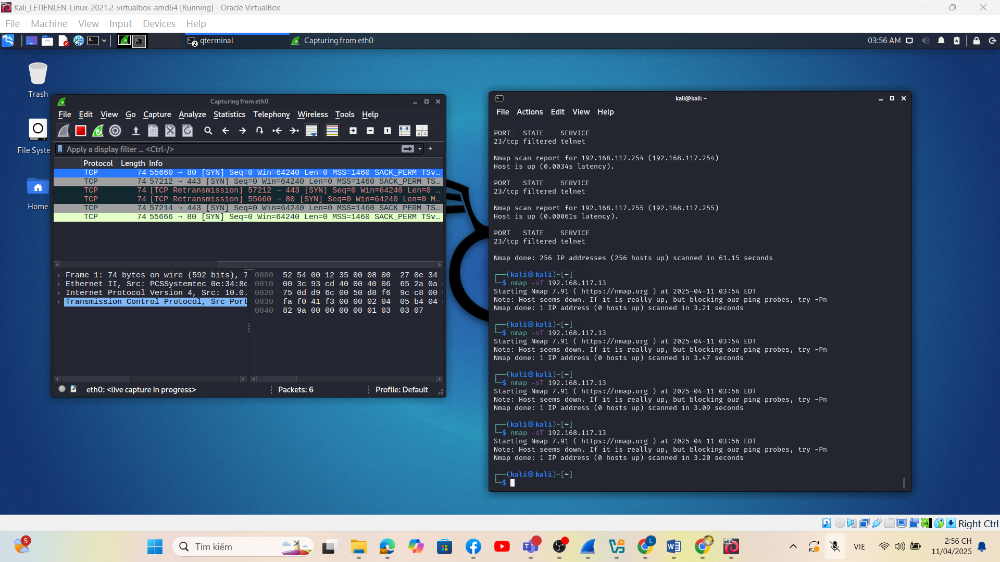 Kali_LETIENLEN-Linux-2021.2-virtualbox-amd64 [Running] - Oracle VirtualBox
File Machine View Input Devices Help
qterminal
2
Capturing from eth0
03:56 AM
Trash
File Syste
Home
Capturing from eth0
File Edit View Go Capture Analyze Statistics Telephony Wireless Tools Help
Apply a display filter ... <Ctrl-/>
Protocol Length Info
TCP 74 55660 → 80 [SYN] Seq=0 Win=64240 Len=0 MSS=1460 SACK_PERM TSv…
TCP 74 57212 → 443 [SYN] Seq=0 Win=64240 Len=0 MSS=1460 SACK_PERM TS…
TCP 74 [TCP Retransmission] 57212 → 443 [SYN] Seq=0 Win=64240 Len=0 …
TCP 74 [TCP Retransmission] 55660 → 80 [SYN] Seq=0 Win=64240 Len=0 M…
TCP 74 57214 → 443 [SYN] Seq=0 Win=64240 Len=0 MSS=1460 SACK_PERM TS…
TCP 74 55666 → 80 [SYN] Seq=0 Win=64240 Len=0 MSS=1460 SACK_PERM TSv…
Frame 1: 74 bytes on wire (592 bits), 7
Ethernet II, Src: PCSSystemtec_0e:34:8d
Internet Protocol Version 4, Src: 10.0.
Transmission Control Protocol, Src Port
0000 52 54 00 12 35 00 08 00 27 0e 34
0010 00 3c 93 cd 40 00 40 06 65 2a 0a
0020 75 0d d9 6c 00 50 d8 f6 9c c8 00
0030 fa f0 41 f3 00 00 02 04 05 b4 04
0040 82 9a 00 00 00 00 01 03 03 07
eth0: <live capture in progress>
Packets: 6
Profile: Default
kali@kali: ~
File Actions Edit View Help
PORT STATE SERVICE
23/tcp filtered telnet
Nmap scan report for 192.168.117.254 (192.168.117.254)
Host is up (0.0034s latency).
PORT STATE SERVICE
23/tcp filtered telnet
Nmap scan report for 192.168.117.255 (192.168.117.255)
Host is up (0.00061s latency).
PORT STATE SERVICE
23/tcp filtered telnet
Nmap done: 256 IP addresses (256 hosts up) scanned in 61.15 seconds
┌──(kali㉿kali)-[~]
└─$ nmap -sT 192.168.117.13
Starting Nmap 7.91 ( https://nmap.org ) at 2025-04-11 03:54 EDT
Note: Host seems down. If it is really up, but blocking our ping probes, try -Pn
Nmap done: 1 IP address (0 hosts up) scanned in 3.21 seconds
┌──(kali㉿kali)-[~]
└─$ nmap -sT 192.168.117.13
Starting Nmap 7.91 ( https://nmap.org ) at 2025-04-11 03:54 EDT
Note: Host seems down. If it is really up, but blocking our ping probes, try -Pn
Nmap done: 1 IP address (0 hosts up) scanned in 3.47 seconds
┌──(kali㉿kali)-[~]
└─$ nmap -sT 192.168.117.13
Starting Nmap 7.91 ( https://nmap.org ) at 2025-04-11 03:56 EDT
Note: Host seems down. If it is really up, but blocking our ping probes, try -Pn
Nmap done: 1 IP address (0 hosts up) scanned in 3.09 seconds
┌──(kali㉿kali)-[~]
└─$ nmap -sT 192.168.117.13
Starting Nmap 7.91 ( https://nmap.org ) at 2025-04-11 03:56 EDT
Note: Host seems down. If it is really up, but blocking our ping probes, try -Pn
Nmap done: 1 IP address (0 hosts up) scanned in 3.20 seconds
┌──(kali㉿kali)-[~]
└─$
Right Ctrl
5
Tìm kiếm
VIE
2:56 CH
11/04/2025